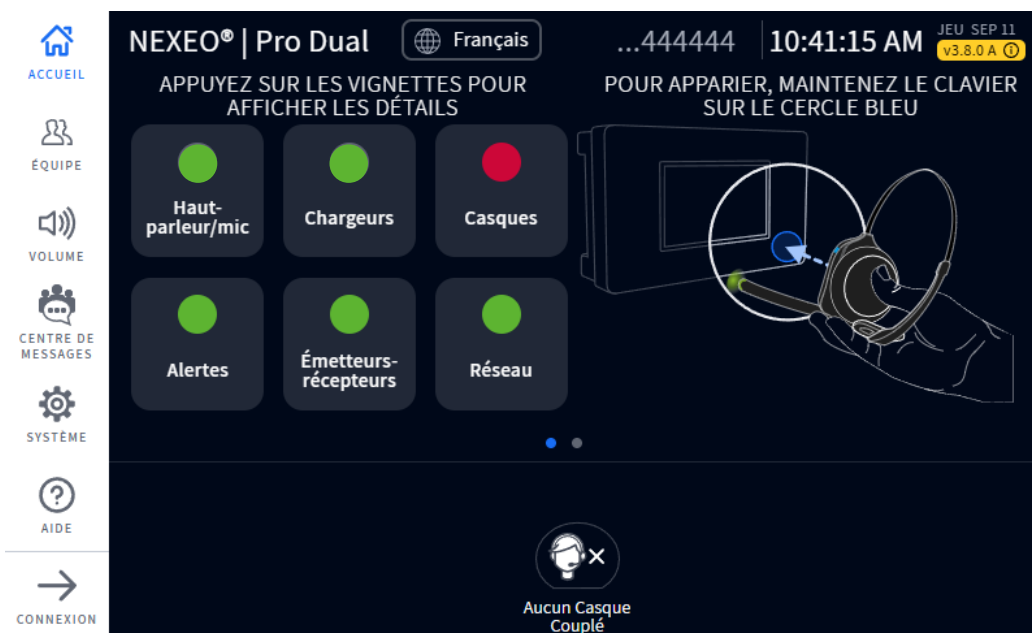 NEXEO® | Pro Dual
Français
...444444
10:41:15 AM
JEU SEP 11
v3.8.0 A
ACCUEIL
ÉQUIPE
VOLUME
CENTRE DE
MESSAGES
SYSTÈME
AIDE
CONNEXION
APPUYEZ SUR LES VIGNETTES POUR
AFFICHER LES DÉTAILS
Haut-
parleur/mic
Chargeurs
Casques
Alertes
Émetteurs-
récepteurs
Réseau
POUR APPARIER, MAINTENEZ LE CLAVIER
SUR LE CERCLE BLEU
Aucun Casque
Couplé